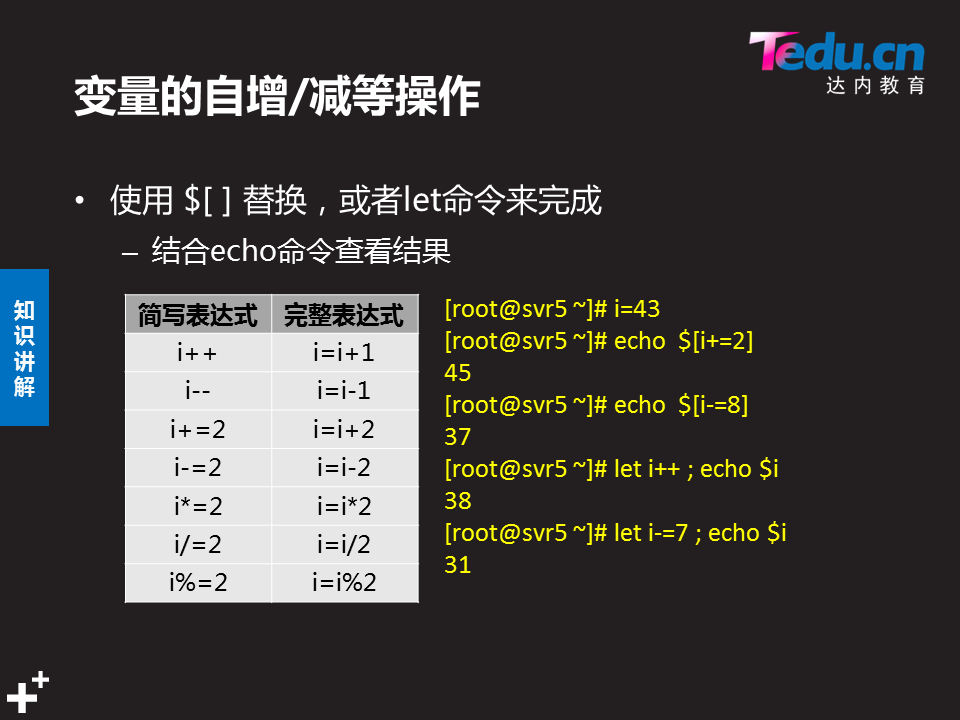 Tedu.cn
达内教育
变量的自增/减等操作
• 使用 $[ ] 替换，或者let命令来完成
– 结合echo命令查看结果
知识讲解
简写表达式 完整表达式
i++ i=i+1
i-- i=i-1
i+=2 i=i+2
i-=2 i=i-2
i*=2 i=i*2
i/=2 i=i/2
i%=2 i=i%2
[root@svr5 ~]# i=43
[root@svr5 ~]# echo  $[i+=2]
45
[root@svr5 ~]# echo  $[i-=8]
37
[root@svr5 ~]# let i++ ; echo $i
38
[root@svr5 ~]# let i-=7 ; echo $i
31